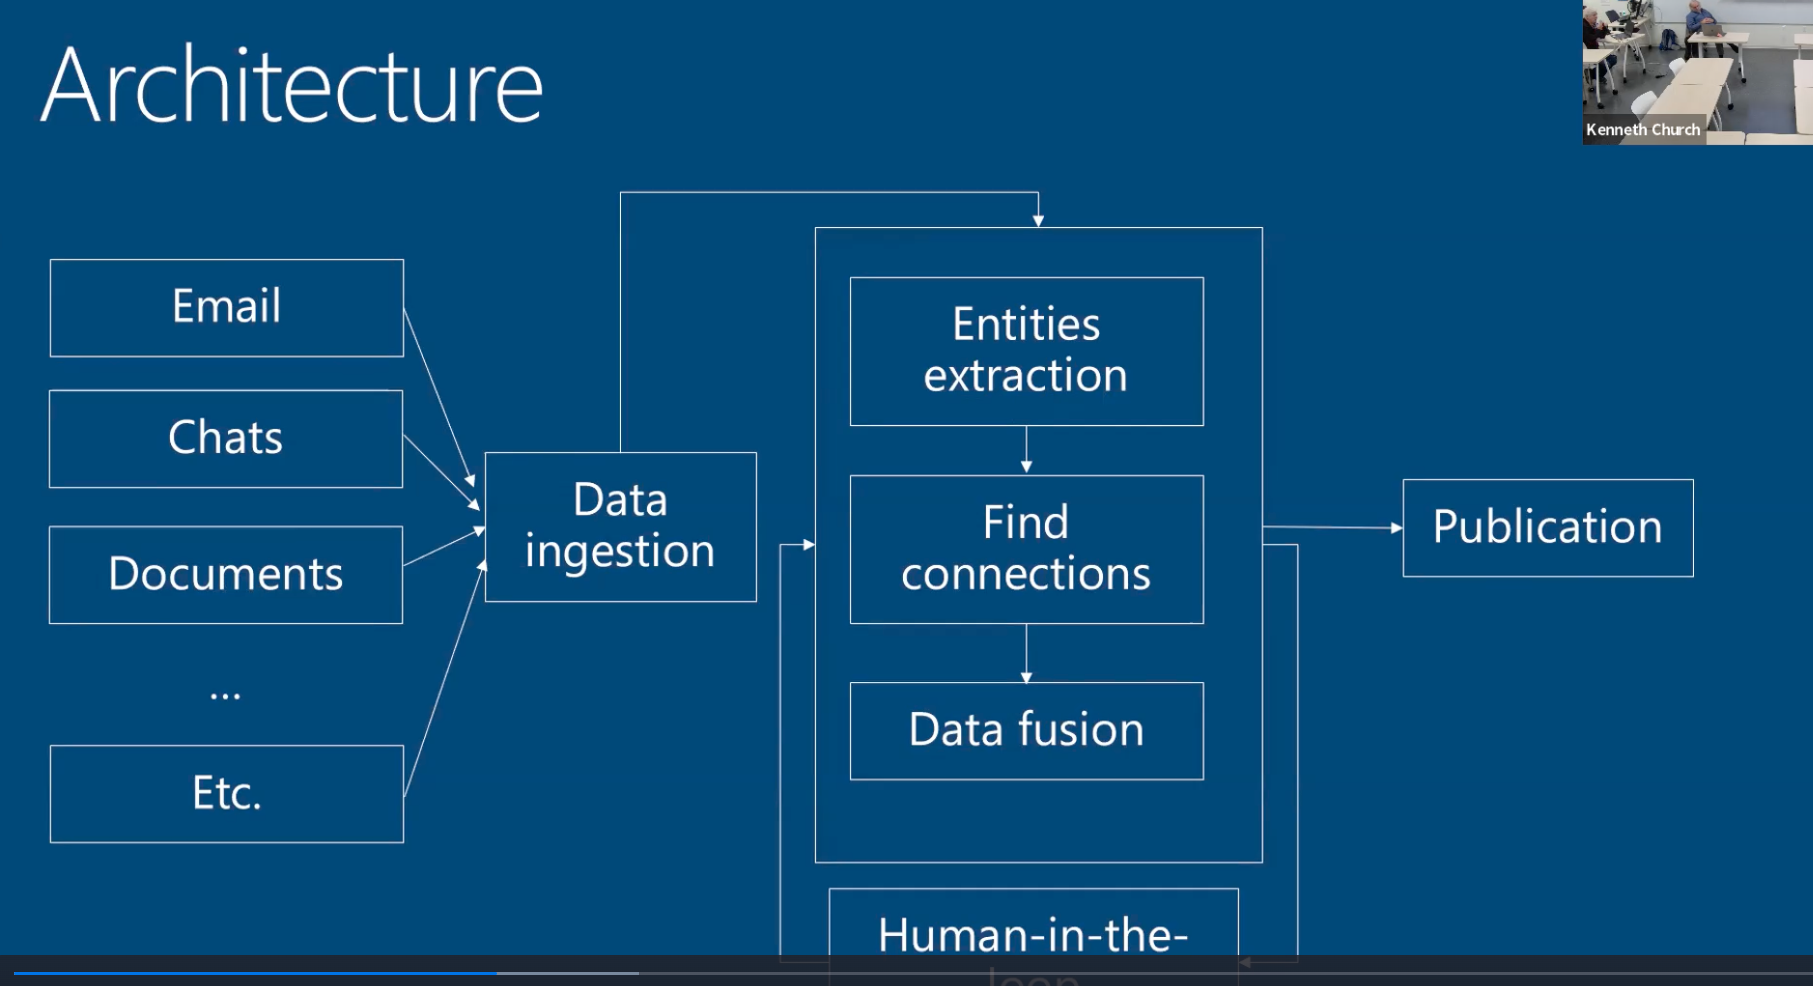 Architecture
Kenneth Church
Email
Chats
Documents
...
Etc.
Data
ingestion
Entities
extraction
Find
connections
Data fusion
Human-in-the-
loop
Publication